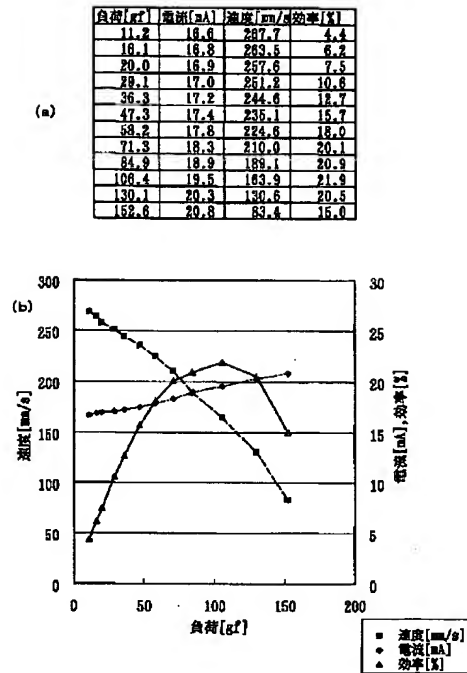 (a)
負荷[gf] 電流[mA] 速度[mm/s 効率[%]
11.2 16.6 267.7 4.4
16.1 16.8 263.5 6.2
20.0 16.9 257.6 7.5
29.1 17.0 251.2 10.6
36.3 17.2 244.6 12.7
47.3 17.4 235.1 15.7
58.2 17.8 224.6 18.0
71.3 18.3 210.0 20.1
84.9 18.9 189.1 20.9
106.4 19.5 163.9 21.9
130.1 20.3 130.6 20.5
152.6 20.8 83.4 15.0
(b)
300
250
200
150
100
50
0
速度[mm/s]
30
25
20
15
10
5
0
電流[mA],効率[%]
0 50 100 150 200
負荷[gf]
■ 速度[mm/s]
◆ 電流[mA]
▲ 効率[%]